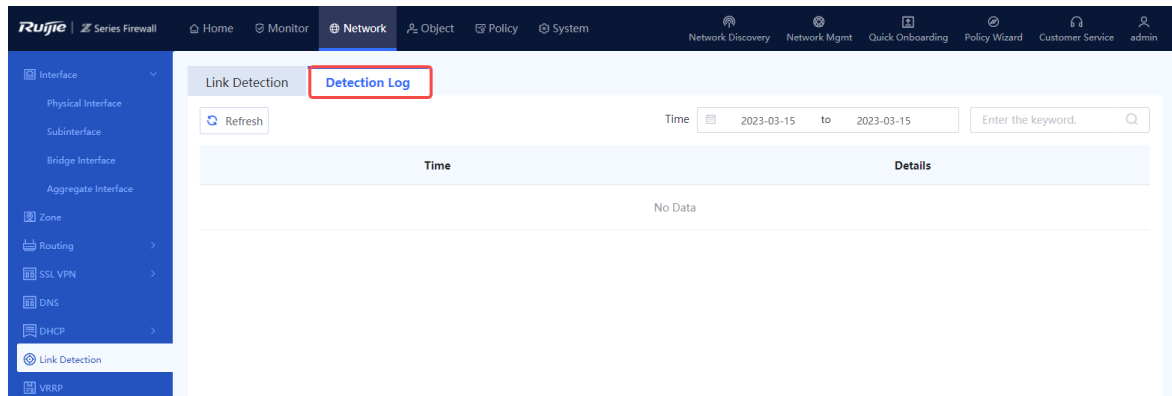 Ruijie | Z Series Firewall
Home
Monitor
Network
Object
Policy
System
Network Discovery
Network Mgmt
Quick Onboarding
Policy Wizard
Customer Service
admin
Interface
Physical Interface
Subinterface
Bridge Interface
Aggregate Interface
Zone
Routing
SSL VPN
DNS
DHCP
Link Detection
VRRP
Link Detection
Detection Log
Refresh
Time 2023-03-15 to 2023-03-15
Enter the keyword.
Time Details
No Data